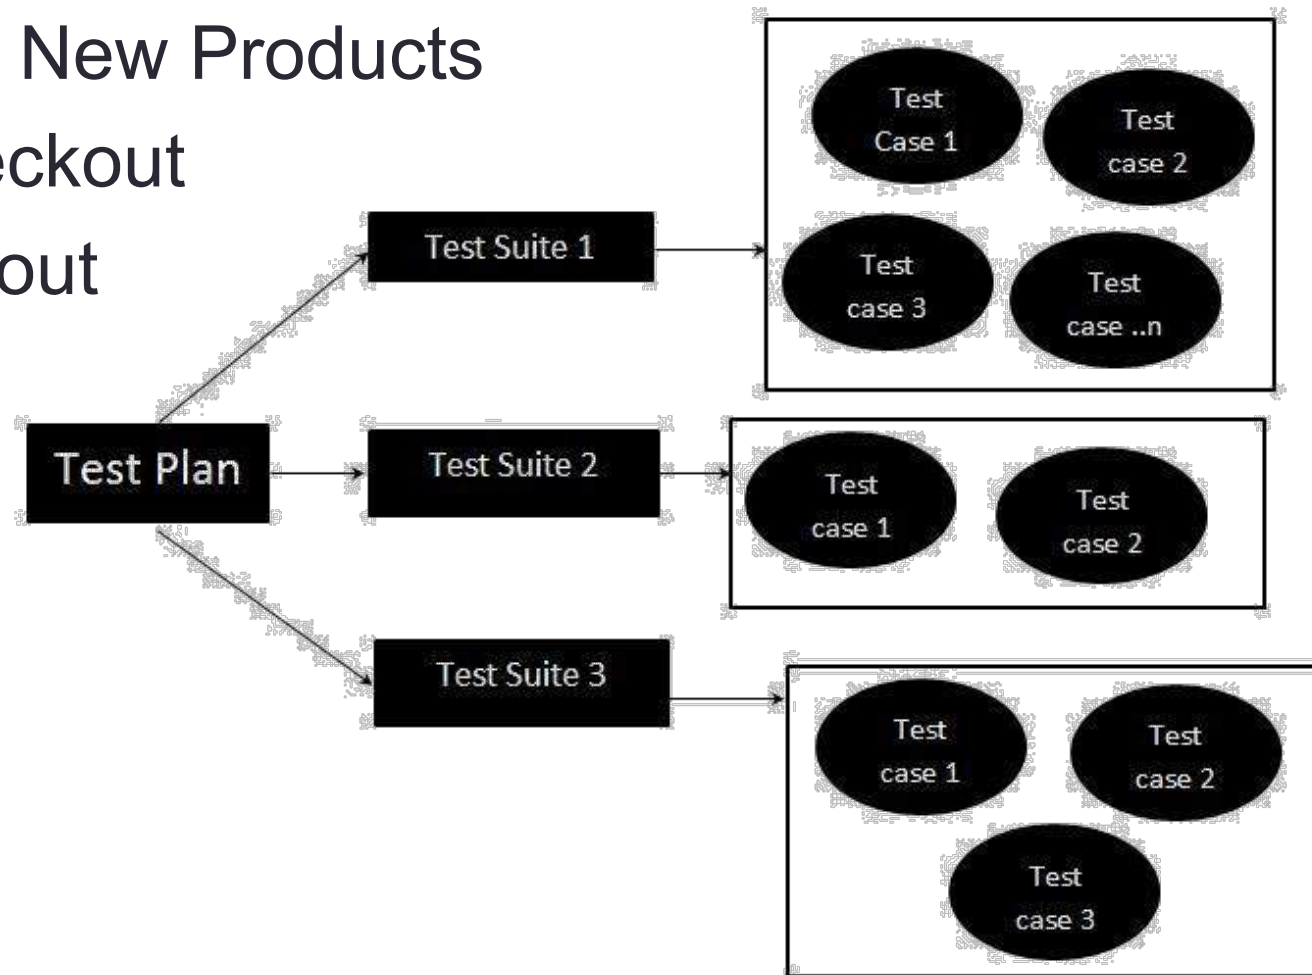 New Products
eckout
out
Test Plan
Test Suite 1
Test
Case 1
Test
case 2
Test
case 3
Test
case ..n
Test Suite 2
Test
case 1
Test
case 2
Test Suite 3
Test
case 1
Test
case 2
Test
case 3